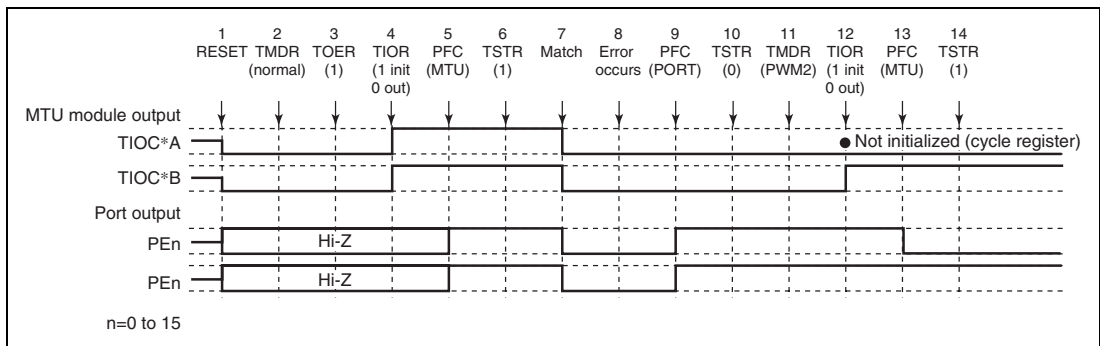 1 2 3 4 5 6 7 8 9 10 11 12 13 14
RESET TMDR TOER TIOR PFC TSTR Match Error PFC TSTR TMDR TIOR PFC TSTR
(normal) (1) (1 init (MTU) (1) occurs (PORT) (0) (PWM2) (1 init (MTU) (1)
0 out) 0 out)
MTU module output
TIOC*A
● Not initialized (cycle register)
TIOC*B
Port output
PEn Hi-Z
PEn Hi-Z
n=0 to 15